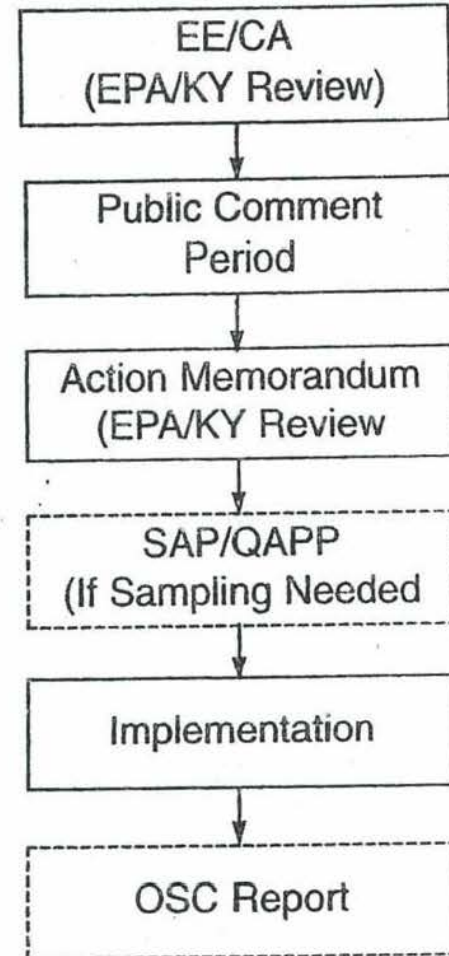 EE/CA
(EPA/KY Review)
Public Comment
Period
Action Memorandum
(EPA/KY Review
SAP/QAPP
(If Sampling Needed
Implementation
OSC Report